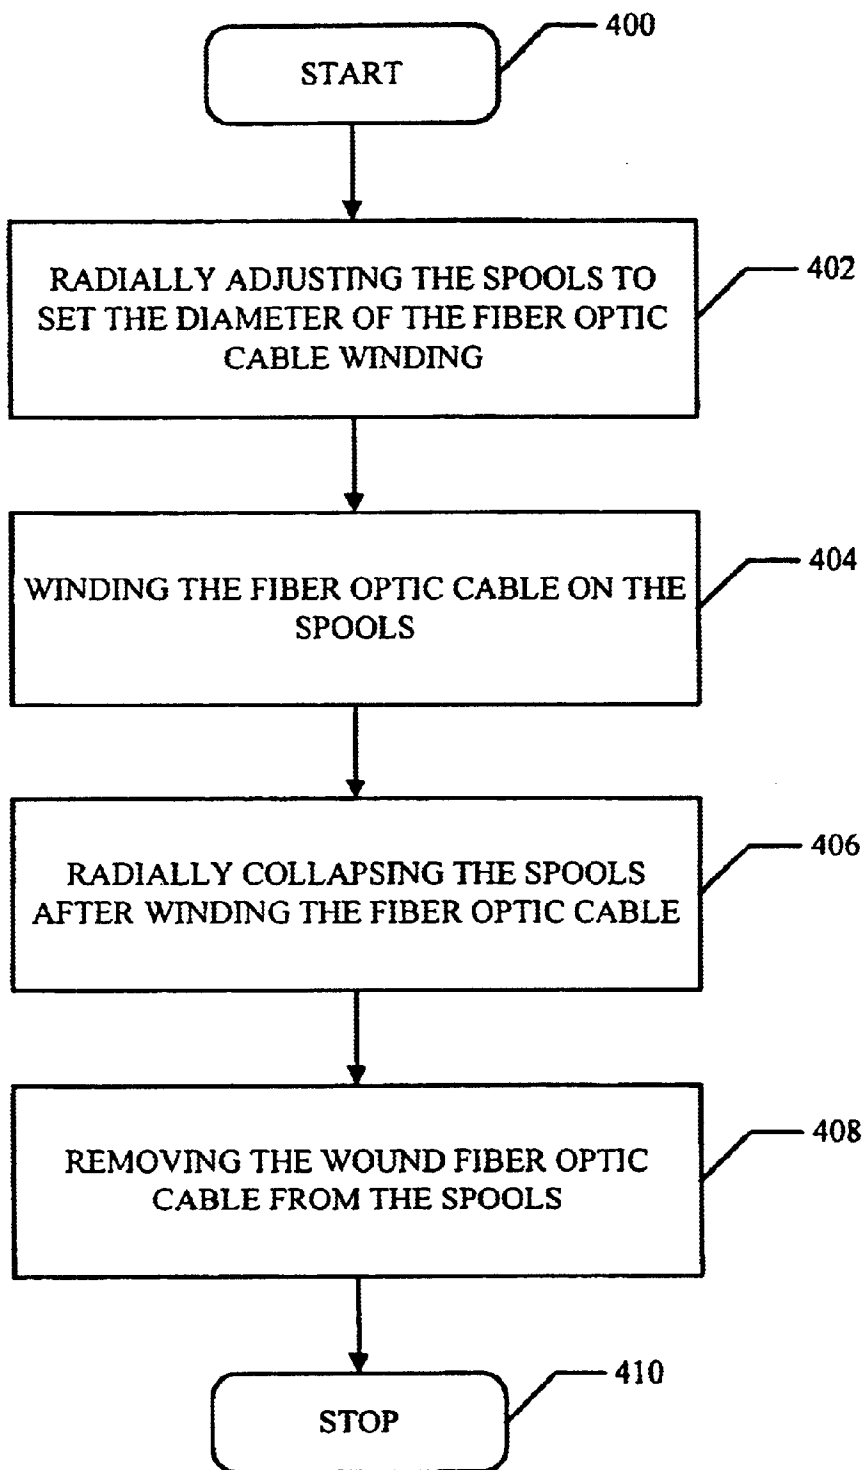 400
START
402
RADIALLY ADJUSTING THE SPOOLS TO
SET THE DIAMETER OF THE FIBER OPTIC
CABLE WINDING
404
WINDING THE FIBER OPTIC CABLE ON THE
SPOOLS
406
RADIALLY COLLAPSING THE SPOOLS
AFTER WINDING THE FIBER OPTIC CABLE
408
REMOVING THE WOUND FIBER OPTIC
CABLE FROM THE SPOOLS
410
STOP